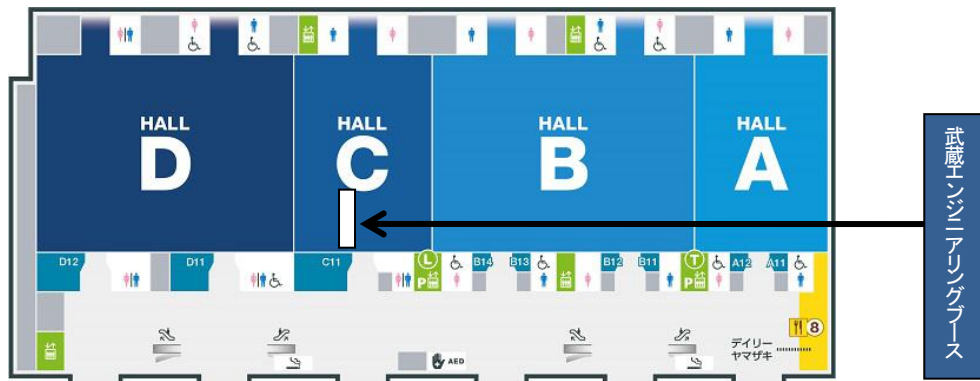 HALL
D
HALL
C
HALL
B
HALL
A
武蔵エンジニアリングブース
D12
D11
C11
L
P
B14
B13
B12
B11
T
P
A12
A11
8
デイリー
ヤマザキ
AED